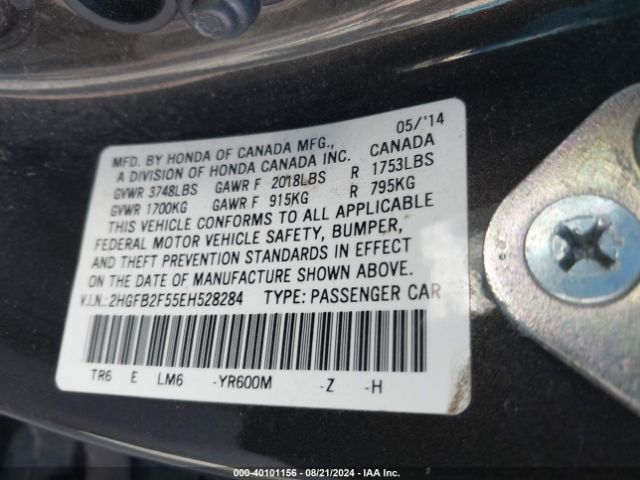 05/'14
MFD. BY HONDA OF CANADA MFG.,
A DIVISION OF HONDA CANADA INC. CANADA
GVWR 3748LBS GAWR F 2018LBS R 1753LBS
GVWR 1700KG GAWR F 915KG R 795KG
THIS VEHICLE CONFORMS TO ALL APPLICABLE
FEDERAL MOTOR VEHICLE SAFETY, BUMPER,
AND THEFT PREVENTION STANDARDS IN EFFECT
ON THE DATE OF MANUFACTURE SHOWN ABOVE.
V.I.N.:2HGFB2F55EH528284 TYPE: PASSENGER CAR
TR6 E LM6 -YR600M -Z -H
000-40101156 - 08/21/2024 - IAA Inc.